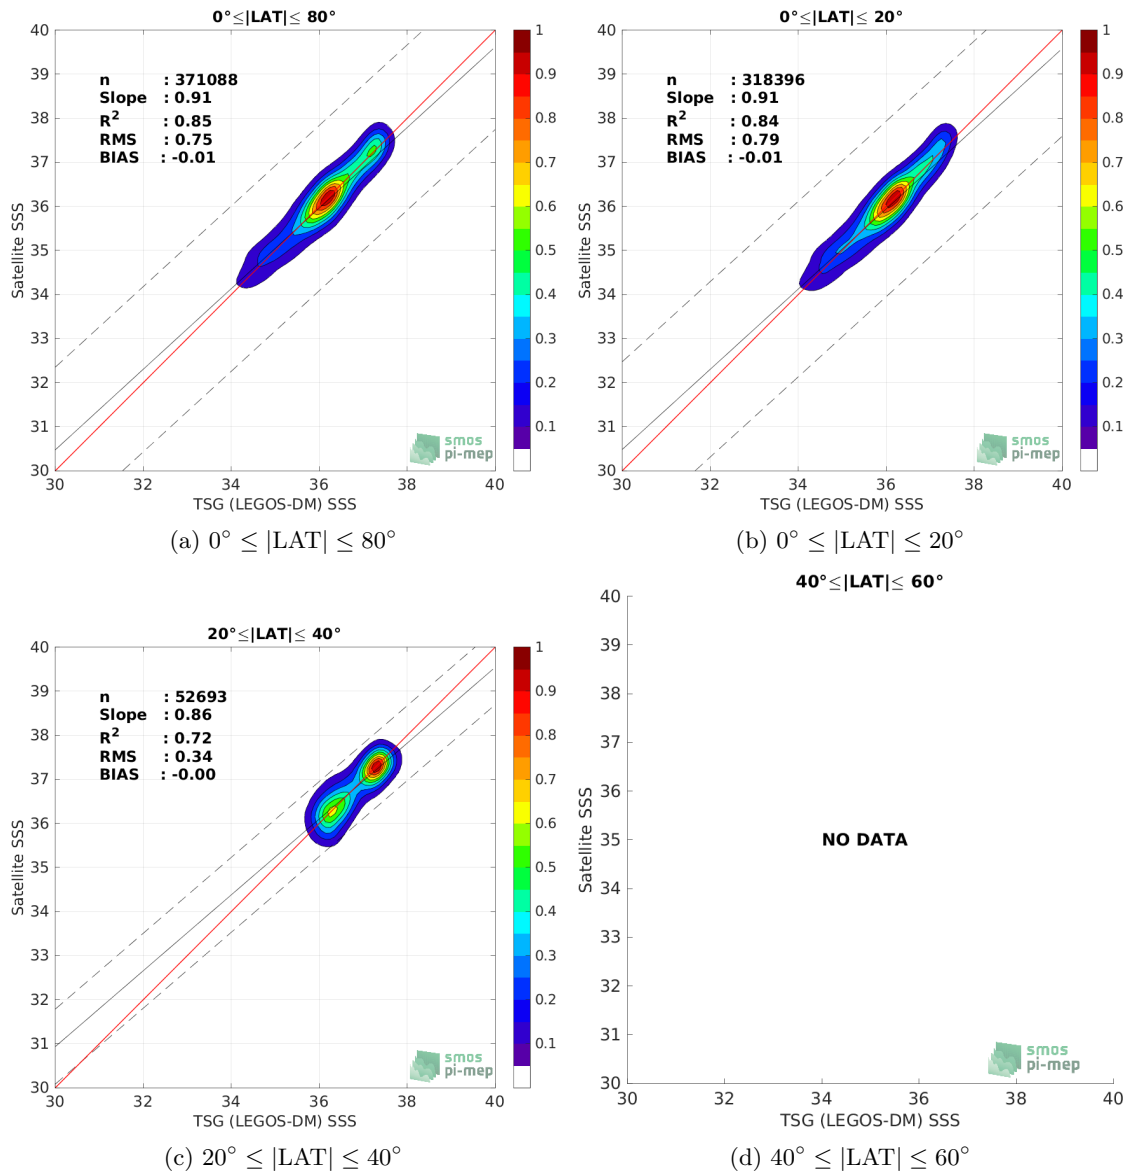 0°≤|LAT|≤ 80°
n : 371088
Slope : 0.91
R² : 0.85
RMS : 0.75
BIAS : -0.01
Satellite SSS
40
39
38
37
36
35
34
33
32
31
30
30 32 34 36 38 40
TSG (LEGOS-DM) SSS
1
0.9
0.8
0.7
0.6
0.5
0.4
0.3
0.2
0.1
smos
pi-mep
(a) 0° ≤ |LAT| ≤ 80°
0°≤|LAT|≤ 20°
n : 318396
Slope : 0.91
R² : 0.84
RMS : 0.79
BIAS : -0.01
Satellite SSS
40
39
38
37
36
35
34
33
32
31
30
30 32 34 36 38 40
TSG (LEGOS-DM) SSS
1
0.9
0.8
0.7
0.6
0.5
0.4
0.3
0.2
0.1
smos
pi-mep
(b) 0° ≤ |LAT| ≤ 20°
20°≤|LAT|≤ 40°
n : 52693
Slope : 0.86
R² : 0.72
RMS : 0.34
BIAS : -0.00
Satellite SSS
40
39
38
37
36
35
34
33
32
31
30
30 32 34 36 38 40
TSG (LEGOS-DM) SSS
1
0.9
0.8
0.7
0.6
0.5
0.4
0.3
0.2
0.1
smos
pi-mep
(c) 20° ≤ |LAT| ≤ 40°
40°≤|LAT|≤ 60°
NO DATA
Satellite SSS
40
39
38
37
36
35
34
33
32
31
30
30 32 34 36 38 40
TSG (LEGOS-DM) SSS
smos
pi-mep
(d) 40° ≤ |LAT| ≤ 60°